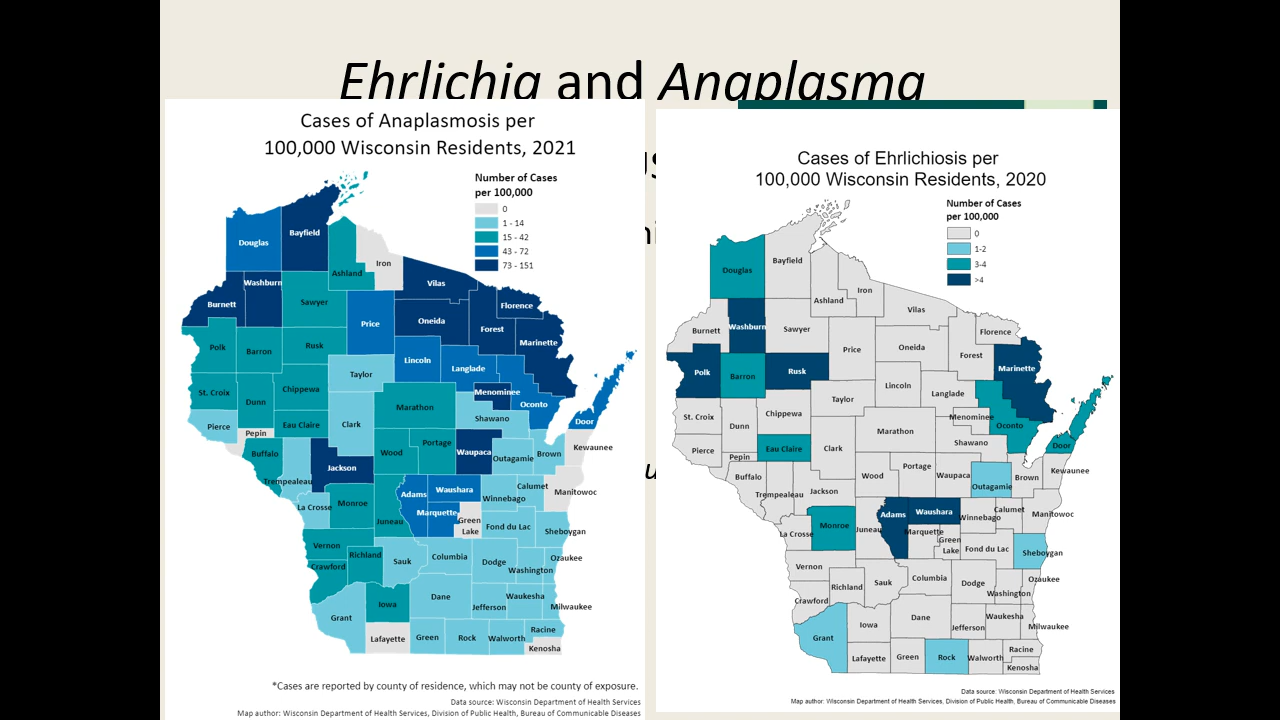 Ehrlichia and Anaplasma
Cases of Anaplasmosis per
100,000 Wisconsin Residents, 2021
Number of Cases
per 100,000
0
1 - 14
15 - 42
43 - 72
73 - 151
Bayfield
Douglas
Iron
Ashland
Washburn
Vilas
Burnett
Sawyer
Florence
Price
Oneida
Forest
Marinette
Polk
Barron
Rusk
Lincoln
Langlade
Taylor
St. Croix
Chippewa
Menominee
Dunn
Oconto
Marathon
Shawano
Door
Pierce
Eau Claire
Clark
Pepin
Portage
Kewaunee
Buffalo
Wood
Waupaca
Outagamie
Brown
Jackson
Trempealeau
Calumet
Manitowoc
Adams
Waushara
Winnebago
La Crosse
Monroe
Marquette
Juneau
Green
Lake
Fond du Lac
Sheboygan
Vernon
Richland
Columbia
Ozaukee
Sauk
Dodge
Crawford
Washington
Dane
Waukesha
Iowa
Jefferson
Milwaukee
Grant
Lafayette
Green
Rock
Walworth
Racine
Kenosha
*Cases are reported by county of residence, which may not be county of exposure.
Data source: Wisconsin Department of Health Services
Map author: Wisconsin Department of Health Services, Division of Public Health, Bureau of Communicable Diseases
Cases of Ehrlichiosis per
100,000 Wisconsin Residents, 2020
Number of Cases
per 100,000
0
1-2
3-4
>4
Bayfield
Douglas
Iron
Ashland
Vilas
Burnett
Washburn
Sawyer
Florence
Price
Oneida
Forest
Marinette
Polk
Barron
Rusk
Lincoln
Langlade
Taylor
St. Croix
Chippewa
Menominee
Dunn
Oconto
Marathon
Shawano
Door
Pierce
Eau Claire
Clark
Pepin
Portage
Kewaunee
Buffalo
Wood
Waupaca
Outagamie
Brown
Trempealeau
Jackson
Calumet
Manitowoc
Adams
Waushara
Winnebago
La Crosse
Monroe
Juneau
Marquette
Green
Lake
Fond du Lac
Sheboygan
Vernon
Richland
Columbia
Ozaukee
Sauk
Dodge
Crawford
Washington
Dane
Waukesha
Iowa
Jefferson
Milwaukee
Grant
Lafayette
Green
Rock
Walworth
Racine
Kenosha
Data source: Wisconsin Department of Health Services
Map author: Wisconsin Department of Health Services, Division of Public Health, Bureau of Communicable Diseases